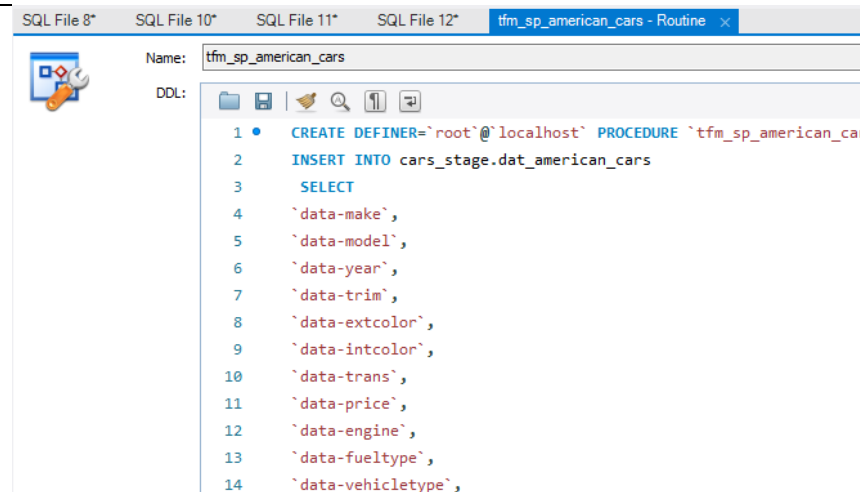 SQL File 8* SQL File 10* SQL File 11* SQL File 12* tfm_sp_american_cars - Routine ×
Name: tfm_sp_american_cars
DDL:
1 CREATE DEFINER=`root`@`localhost` PROCEDURE `tfm_sp_american_ca
2 INSERT INTO cars_stage.dat_american_cars
3 SELECT
4 `data-make`,
5 `data-model`,
6 `data-year`,
7 `data-trim`,
8 `data-extcolor`,
9 `data-intcolor`,
10 `data-trans`,
11 `data-price`,
12 `data-engine`,
13 `data-fueltype`,
14 `data-vehicletype`,